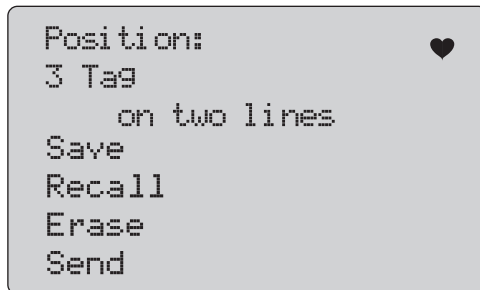 Position:
3 Tag
on two lines
Save
Recall
Erase
Send